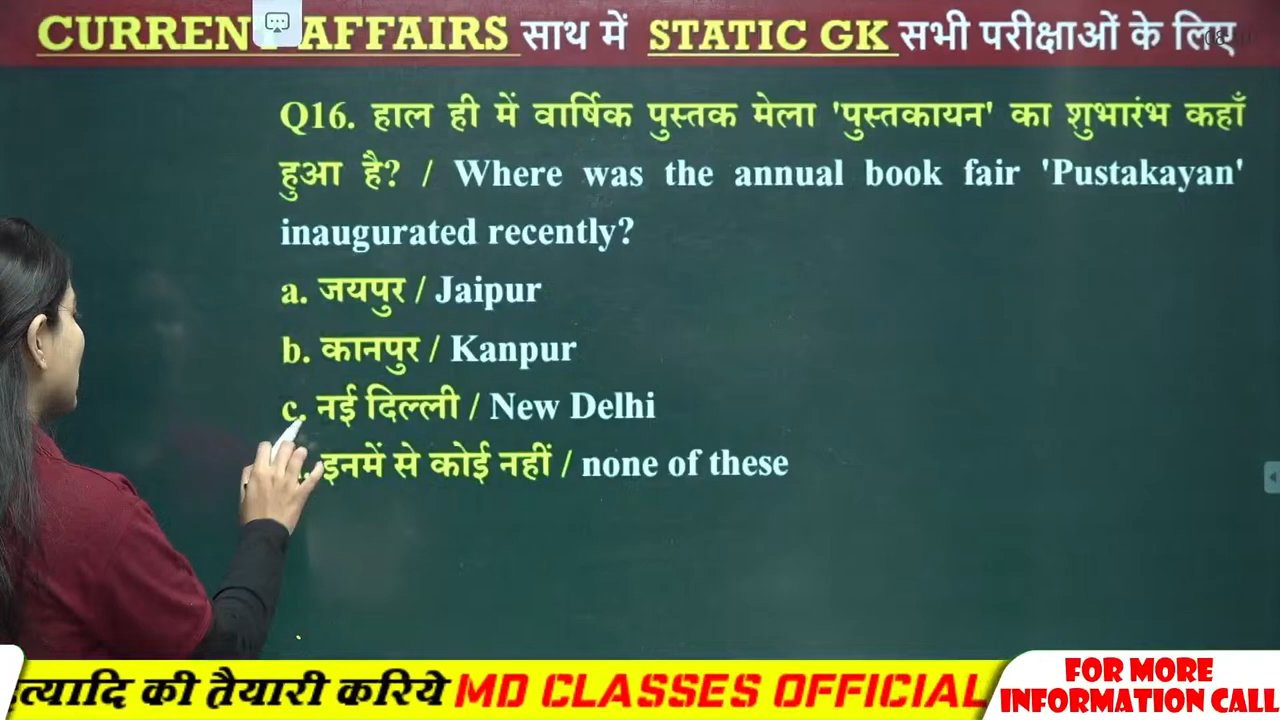 CURRENT AFFAIRS साथ में STATIC GK सभी परीक्षाओं के लिए
Q16. हाल ही में वार्षिक पुस्तक मेला 'पुस्तकायन' का शुभारंभ कहाँ
हुआ है? / Where was the annual book fair 'Pustakayan'
inaugurated recently?
a. जयपुर / Jaipur
b. कानपुर / Kanpur
c. नई दिल्ली / New Delhi
इनमें से कोई नहीं / none of these
त्यादि की तैयारी करिये MD CLASSES OFFICIAL
FOR MORE
INFORMATION CALL